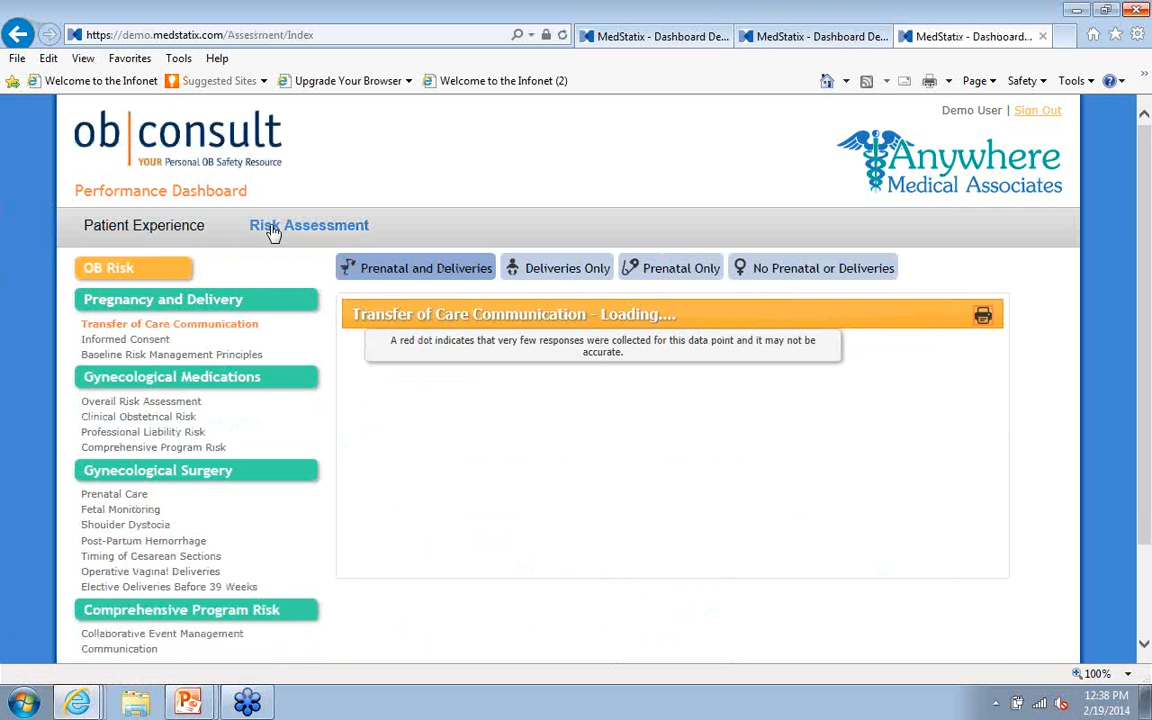 https://demo.medstatix.com/Assessment/Index
MedStatix - Dashboard De...
MedStatix - Dashboard De...
MedStatix - Dashboard...
File Edit View Favorites Tools Help
Welcome to the Infonet
Suggested Sites
Upgrade Your Browser
Welcome to the Infonet (2)
Page
Safety
Tools
Demo User | Sign Out
ob|consult
YOUR Personal OB Safety Resource
Anywhere
Medical Associates
Performance Dashboard
Patient Experience
Risk Assessment
OB Risk
Prenatal and Deliveries
Deliveries Only
Prenatal Only
No Prenatal or Deliveries
Pregnancy and Delivery
Transfer of Care Communication
Informed Consent
Baseline Risk Management Principles
Gynecological Medications
Overall Risk Assessment
Clinical Obstetrical Risk
Professional Liability Risk
Comprehensive Program Risk
Gynecological Surgery
Prenatal Care
Fetal Monitoring
Shoulder Dystocia
Post-Partum Hemorrhage
Timing of Cesarean Sections
Operative Vaginal Deliveries
Elective Deliveries Before 39 Weeks
Comprehensive Program Risk
Collaborative Event Management
Communication
Transfer of Care Communication - Loading....
A red dot indicates that very few responses were collected for this data point and it may not be
accurate.
100%
12:38 PM
2/19/2014